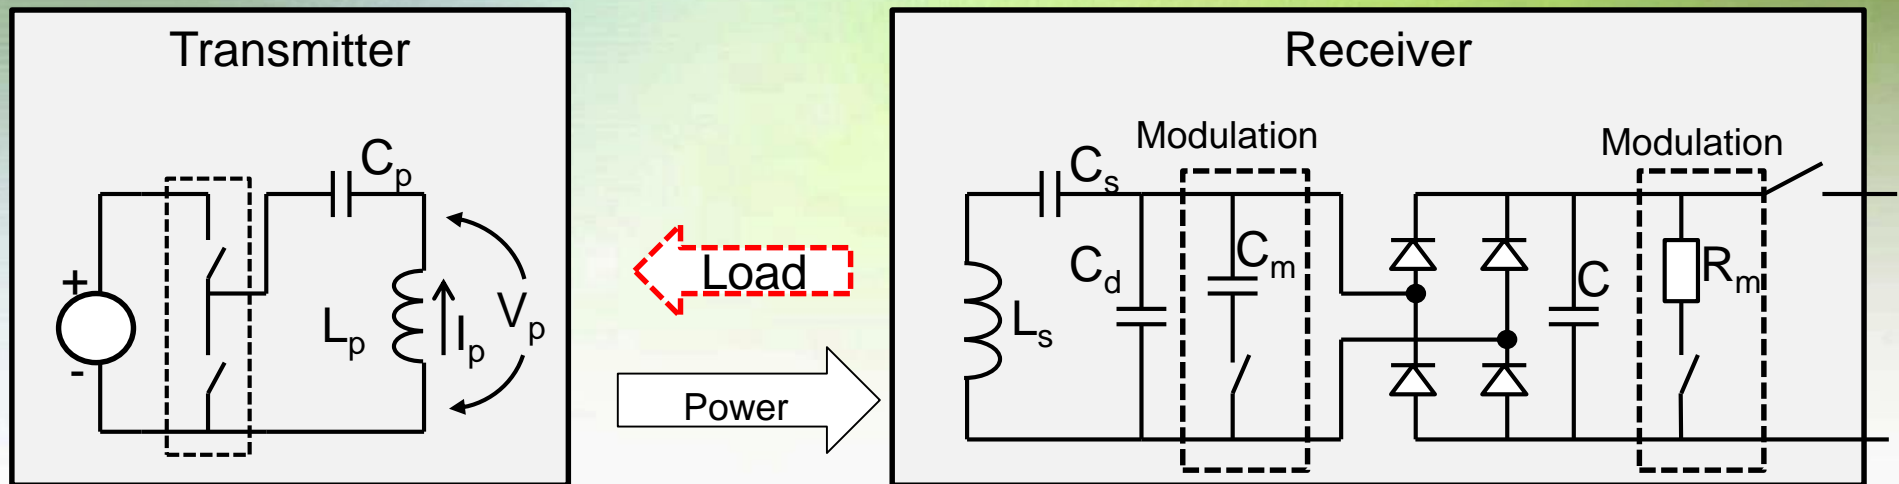 Transmitter
Receiver
Modulation
Modulation
Cp
Cs
+
-
Lp
Ip
Vp
Load
Power
Ls
Cd
Cm
C
Rm